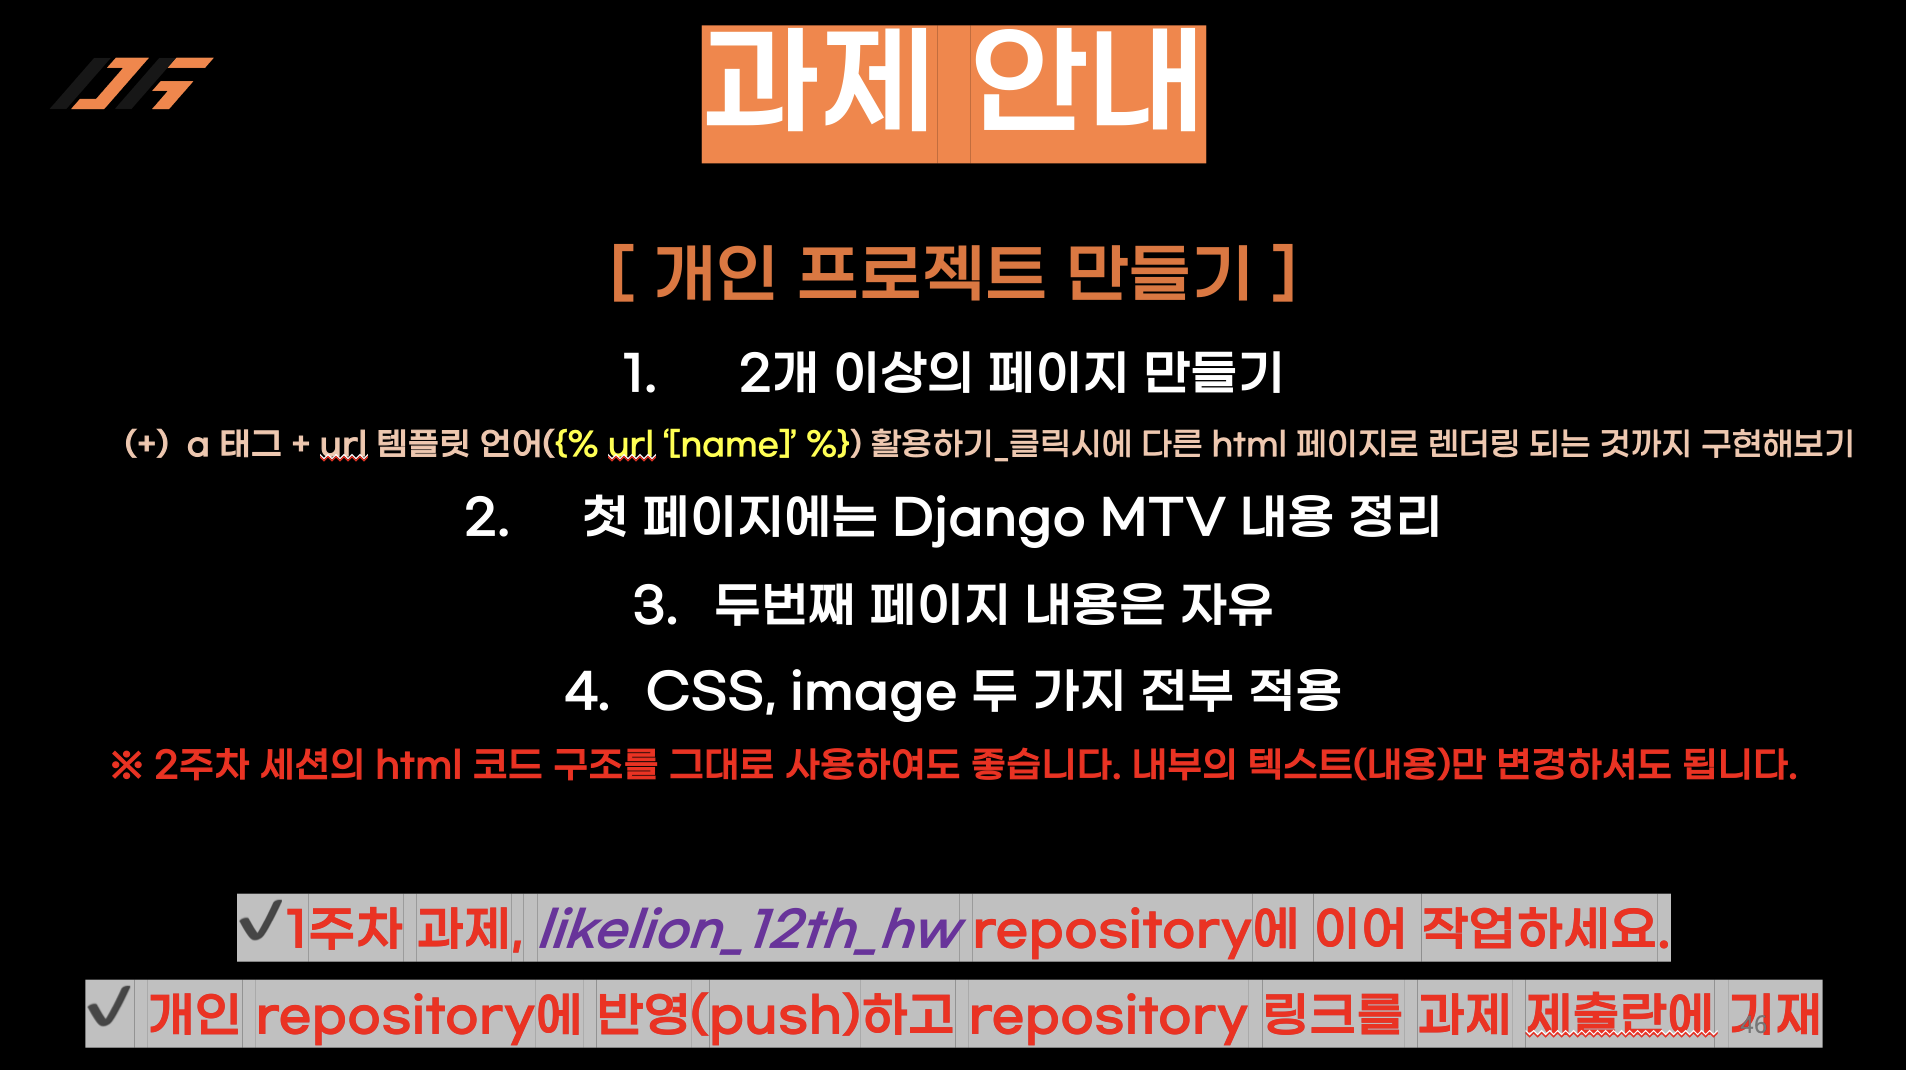 과제 안내
[ 개인 프로젝트 만들기 ]
1. 2개 이상의 페이지 만들기
(+) a 태그 + url 템플릿 언어({% url ‘[name]’ %}) 활용하기_클릭시에 다른 html 페이지로 렌더링 되는 것까지 구현해보기
2. 첫 페이지에는 Django MTV 내용 정리
3. 두번째 페이지 내용은 자유
4. CSS, image 두 가지 전부 적용
※ 2주차 세션의 html 코드 구조를 그대로 사용하여도 좋습니다. 내부의 텍스트(내용)만 변경하셔도 됩니다.
✔1주차 과제, likelion_12th_hw repository에 이어 작업하세요.
✔ 개인 repository에 반영(push)하고 repository 링크를 과제 제출란에 기재
46